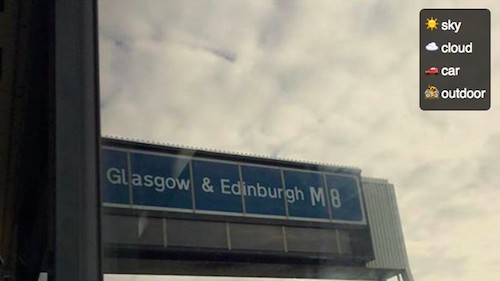 Glasgow & Edinburgh M8
sky
cloud
car
outdoor